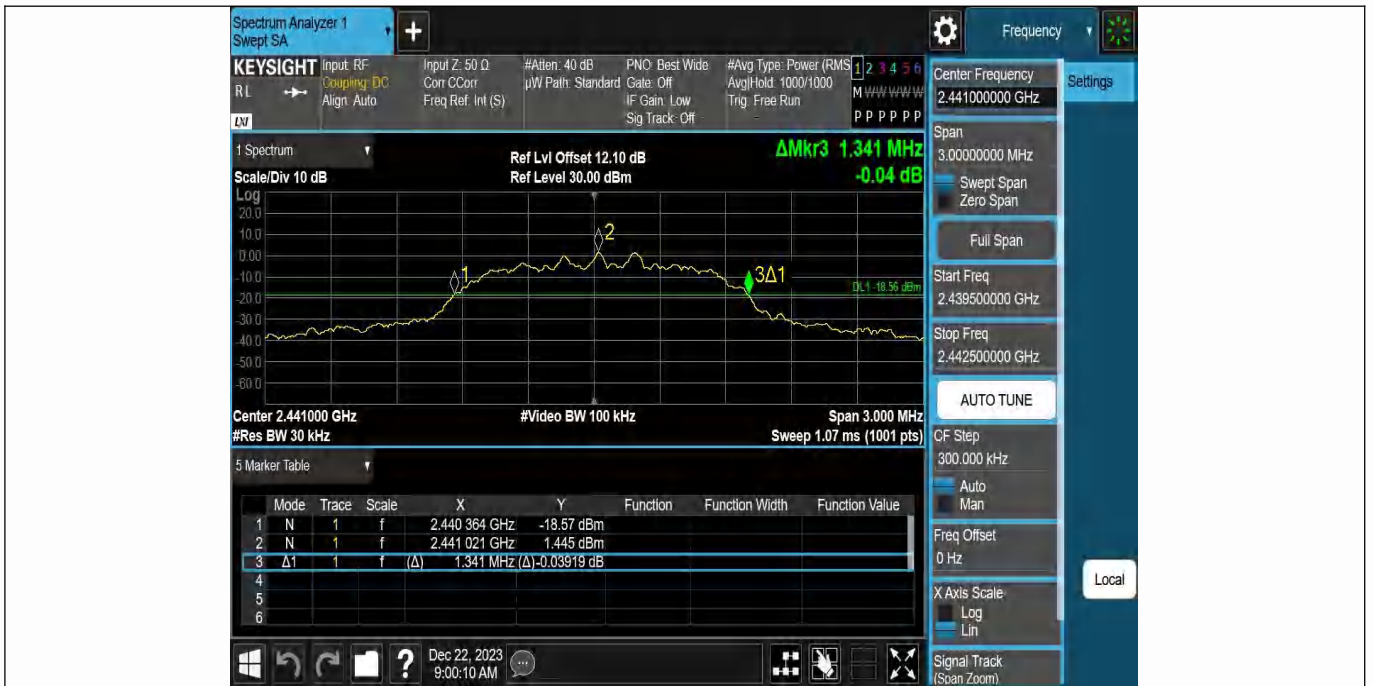 Spectrum Analyzer 1
Swept SA
Frequency
KEYSIGHT
RL
LXI
Input: RF
Coupling: DC
Align: Auto
Input Z: 50 Ω
Corr CCorr
Freq Ref: Int (S)
#Atten: 40 dB
µW Path: Standard
PNO: Best Wide
Gate: Off
IF Gain: Low
Sig Track: Off
#Avg Type: Power (RMS
Avg|Hold: 1000/1000
Trig: Free Run
1 2 3 4 5 6
M W W W W W
P P P P P P
1 Spectrum
Scale/Div 10 dB
Ref Lvl Offset 12.10 dB
Ref Level 30.00 dBm
ΔMkr3 1.341 MHz
-0.04 dB
Log
20.0
10.0
0.00
-10.0
-20.0
-30.0
-40.0
-50.0
-60.0
1
2
3Δ1
DL1 -18.56 dBm
Center 2.441000 GHz
#Video BW 100 kHz
Span 3.000 MHz
#Res BW 30 kHz
Sweep 1.07 ms (1001 pts)
5 Marker Table
Mode Trace Scale X Y Function Function Width Function Value
1 N 1 f 2.440 364 GHz -18.57 dBm
2 N 1 f 2.441 021 GHz 1.445 dBm
3 Δ1 1 f (Δ) 1.341 MHz (Δ)-0.03919 dB
4
5
6
Dec 22, 2023
9:00:10 AM
Center Frequency
2.441000000 GHz
Settings
Span
3.00000000 MHz
Swept Span
Zero Span
Full Span
Start Freq
2.439500000 GHz
Stop Freq
2.442500000 GHz
AUTO TUNE
CF Step
300.000 kHz
Auto
Man
Freq Offset
0 Hz
X Axis Scale
Log
Lin
Local
Signal Track
(Span Zoom)